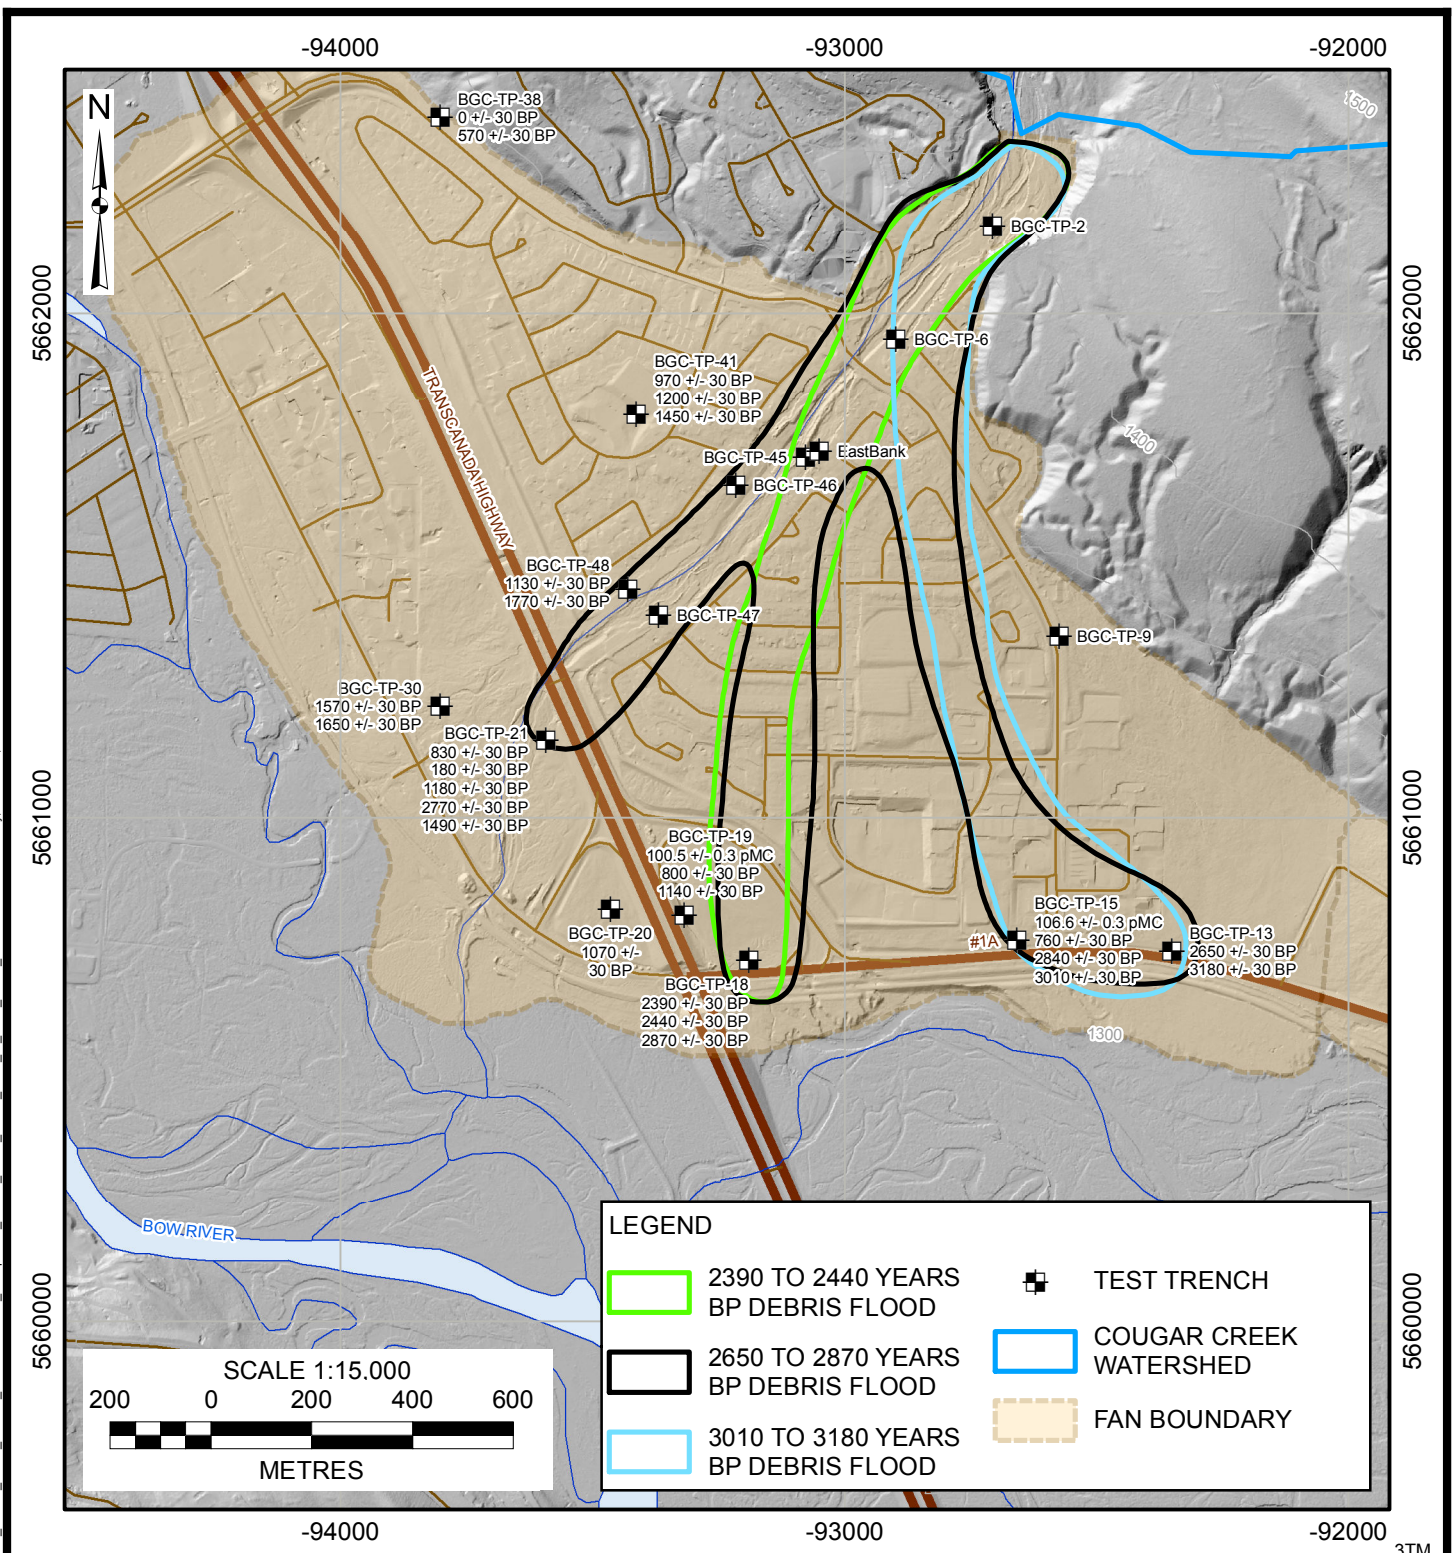 -94000
-93000
-92000
N
1500
BGC-TP-38
0 +/- 30 BP
570 +/- 30 BP
BGC-TP-2
5662000
5662000
BGC-TP-6
BGC-TP-41
970 +/- 30 BP
1200 +/- 30 BP
1450 +/- 30 BP
TRANSCANADA HIGHWAY
1400
BGC-TP-45
EastBank
BGC-TP-46
BGC-TP-48
1130 +/- 30 BP
1770 +/- 30 BP
BGC-TP-47
BGC-TP-9
BGC-TP-30
1570 +/- 30 BP
1650 +/- 30 BP
BGC-TP-21
830 +/- 30 BP
180 +/- 30 BP
1180 +/- 30 BP
2770 +/- 30 BP
1490 +/- 30 BP
5661000
5661000
BGC-TP-19
100.5 +/- 0.3 pMC
800 +/- 30 BP
1140 +/- 30 BP
BGC-TP-20
1070 +/-
30 BP
BGC-TP-15
106.6 +/- 0.3 pMC
760 +/- 30 BP
2840 +/- 30 BP
3010 +/- 30 BP
#1A
BGC-TP-13
2650 +/- 30 BP
3180 +/- 30 BP
BGC-TP-18
2390 +/- 30 BP
2440 +/- 30 BP
2870 +/- 30 BP
1300
BOW RIVER
5660000
5660000
LEGEND
2390 TO 2440 YEARS
BP DEBRIS FLOOD
2650 TO 2870 YEARS
BP DEBRIS FLOOD
3010 TO 3180 YEARS
BP DEBRIS FLOOD
TEST TRENCH
COUGAR CREEK
WATERSHED
FAN BOUNDARY
SCALE 1:15,000
200 0 200 400 600
METRES
-94000
-93000
-92000
3TM